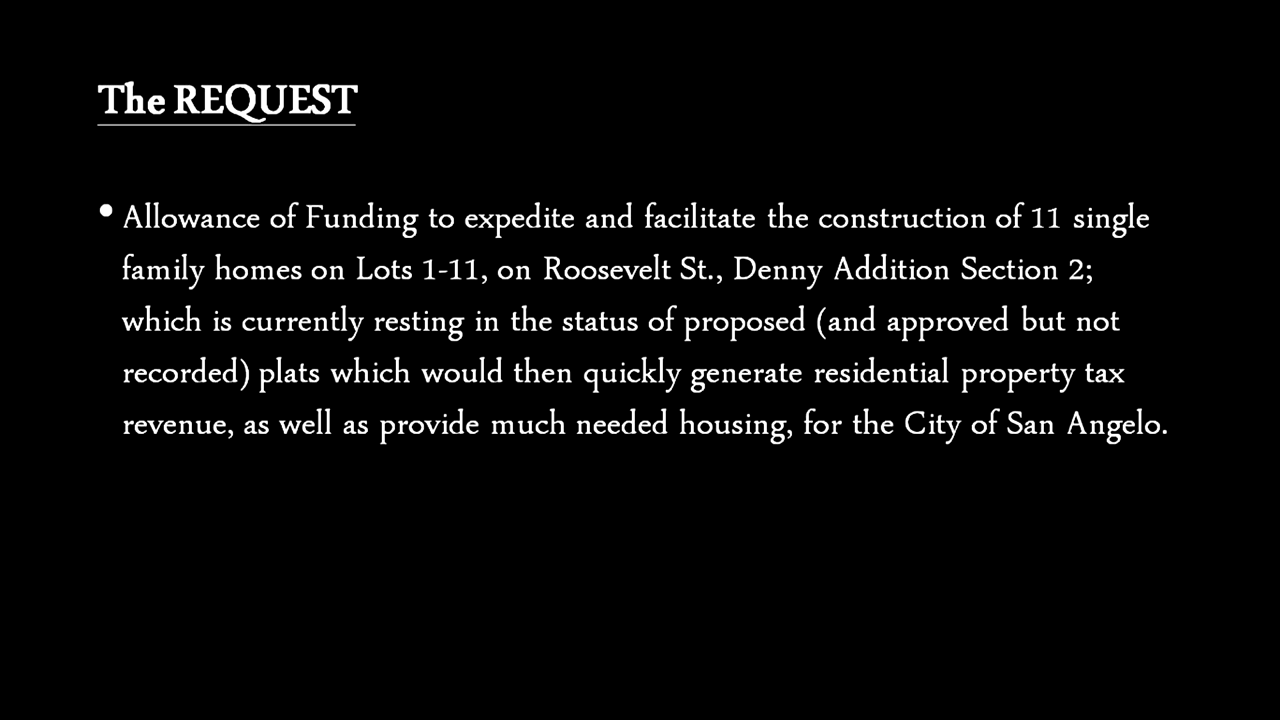 The REQUEST
• Allowance of Funding to expedite and facilitate the construction of 11 single
family homes on Lots 1-11, on Roosevelt St., Denny Addition Section 2;
which is currently resting in the status of proposed (and approved but not
recorded) plats which would then quickly generate residential property tax
revenue, as well as provide much needed housing, for the City of San Angelo.